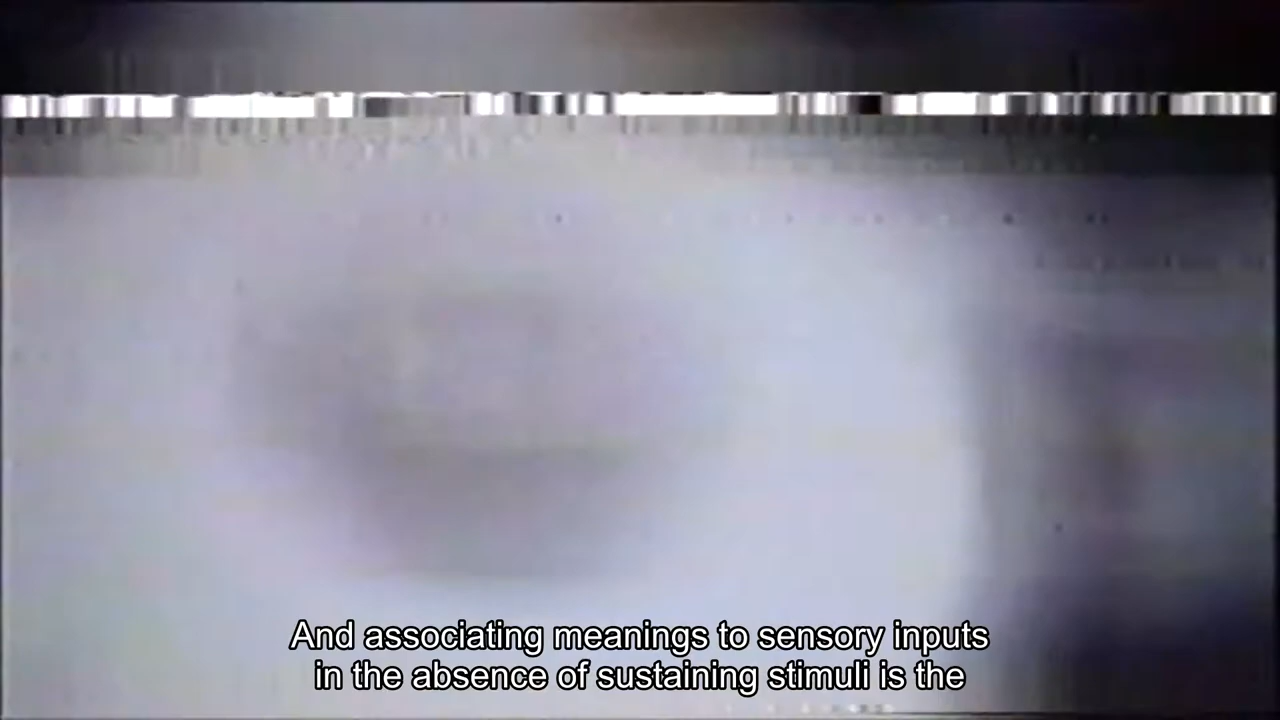 And associating meanings to sensory inputs
in the absence of sustaining stimuli is the